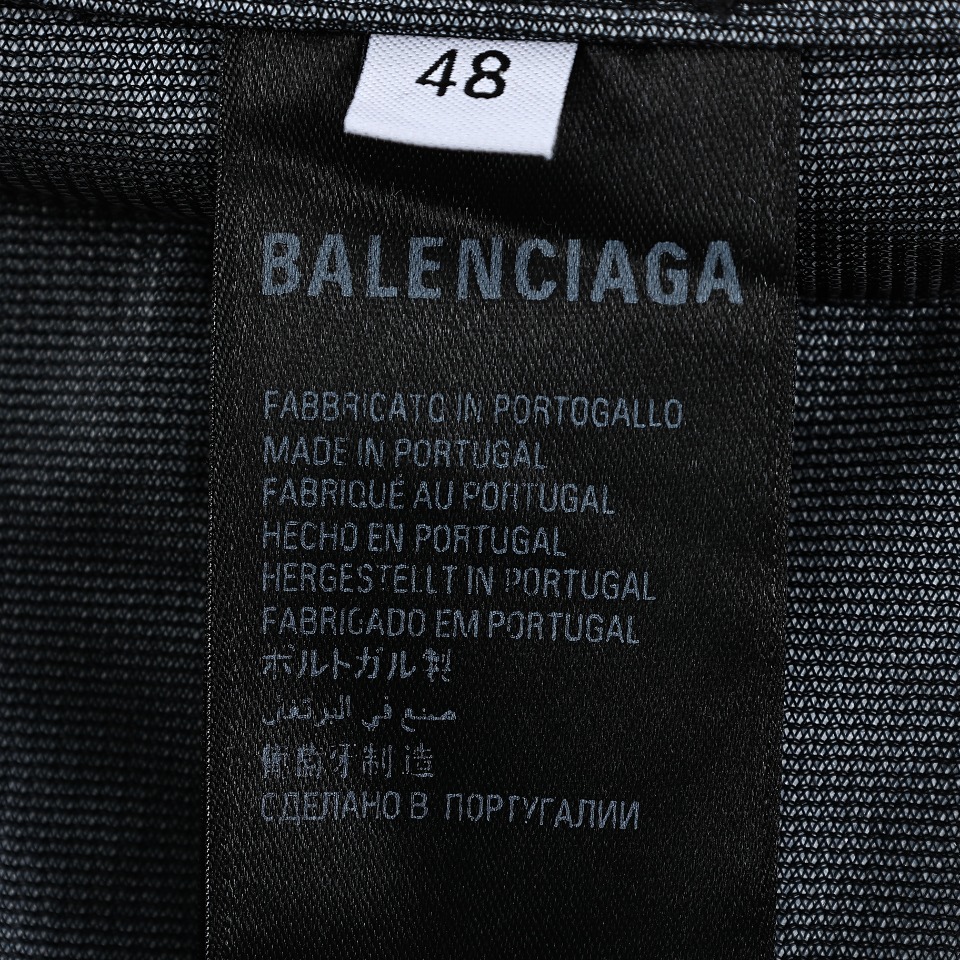 48
BALENCIAGA
FABBRICATO IN PORTOGALLO
MADE IN PORTUGAL
FABRIQUÉ AU PORTUGAL
HECHO EN PORTUGAL
HERGESTELLT IN PORTUGAL
FABRICADO EM PORTUGAL
ポルトガル製
صنع في البرتغال
葡萄牙制造
СДЕЛАНО В ПОРТУГАЛИИ